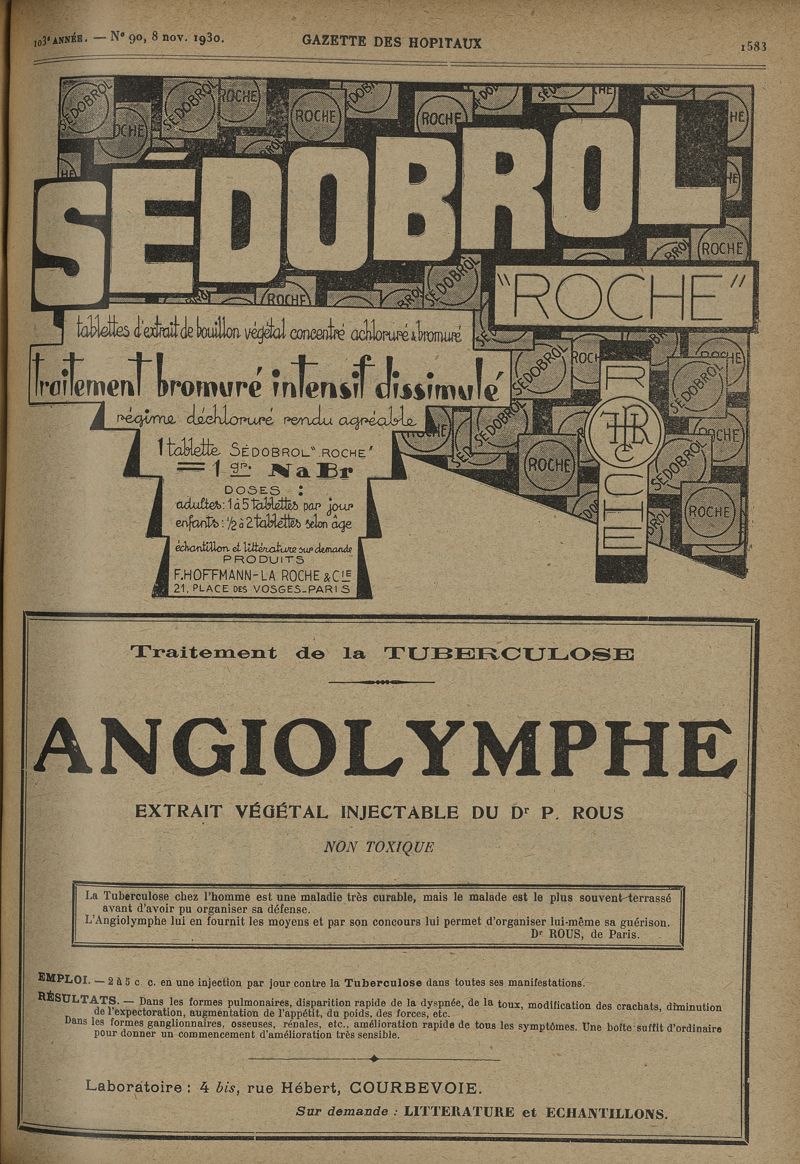 103e ANNÉE. — N° 90, 8 nov. 1930.
GAZETTE DES HOPITAUX
1583
SÉDOBROL
"ROCHE"
tablettes d'extrait de bouillon végétal concentré achloruré & bromuré
traitement bromuré intensif dissimulé
régime déchloruré rendu agréable
1 tablette SÉDOBROL "ROCHE"
= 1 gr. NaBr
DOSES :
adultes: 1 à 5 tablettes par jour
enfants: ½ à 2 tablettes selon âge
échantillon et littérature sur demande
PRODUITS
F. HOFFMANN-LA ROCHE & CIE
21, PLACE DES VOSGES-PARIS
ROCHE
Traitement de la TUBERCULOSE
ANGIOLYMPHE
EXTRAIT VÉGÉTAL INJECTABLE DU Dr P. ROUS
NON TOXIQUE
La Tuberculose chez l'homme est une maladie très curable, mais le malade est le plus souvent terrassé
avant d'avoir pu organiser sa défense.
L'Angiolymphe lui en fournit les moyens et par son concours lui permet d'organiser lui-même sa guérison.
Dr ROUS, de Paris.
EMPLOI. — 2 à 5 c. c. en une injection par jour contre la Tuberculose dans toutes ses manifestations.
RÉSULTATS. — Dans les formes pulmonaires, disparition rapide de la dyspnée, de la toux, modification des crachats, diminution
de l'expectoration, augmentation de l'appétit, du poids, des forces, etc.
Dans les formes ganglionnaires, osseuses, rénales, etc., amélioration rapide de tous les symptômes. Une boîte suffit d'ordinaire
pour donner un commencement d'amélioration très sensible.
Laboratoire : 4 bis, rue Hébert, COURBEVOIE.
Sur demande : LITTERATURE et ECHANTILLONS.